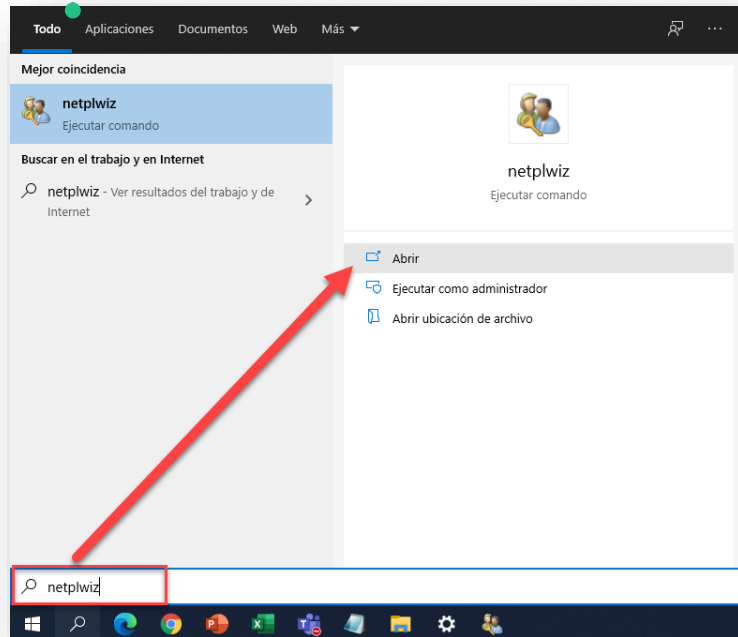 Todo Aplicaciones Documentos Web Más
Mejor coincidencia
netplwiz
Ejecutar comando
Buscar en el trabajo y en Internet
netplwiz - Ver resultados del trabajo y de
Internet
netplwiz
Ejecutar comando
Abrir
Ejecutar como administrador
Abrir ubicación de archivo
netplwiz